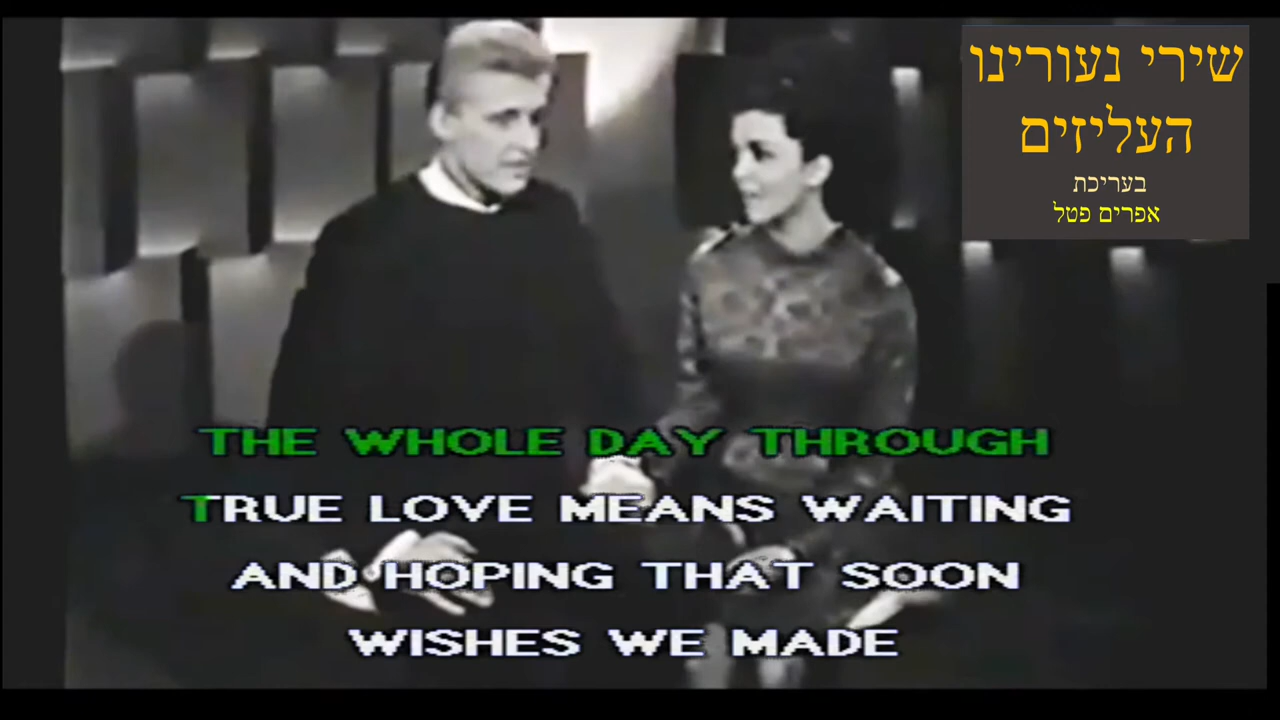 שירי נעורינו
העליזים
בעריכת
אפרים פטל
THE WHOLE DAY THROUGH
TRUE LOVE MEANS WAITING
AND HOPING THAT SOON
WISHES WE MADE